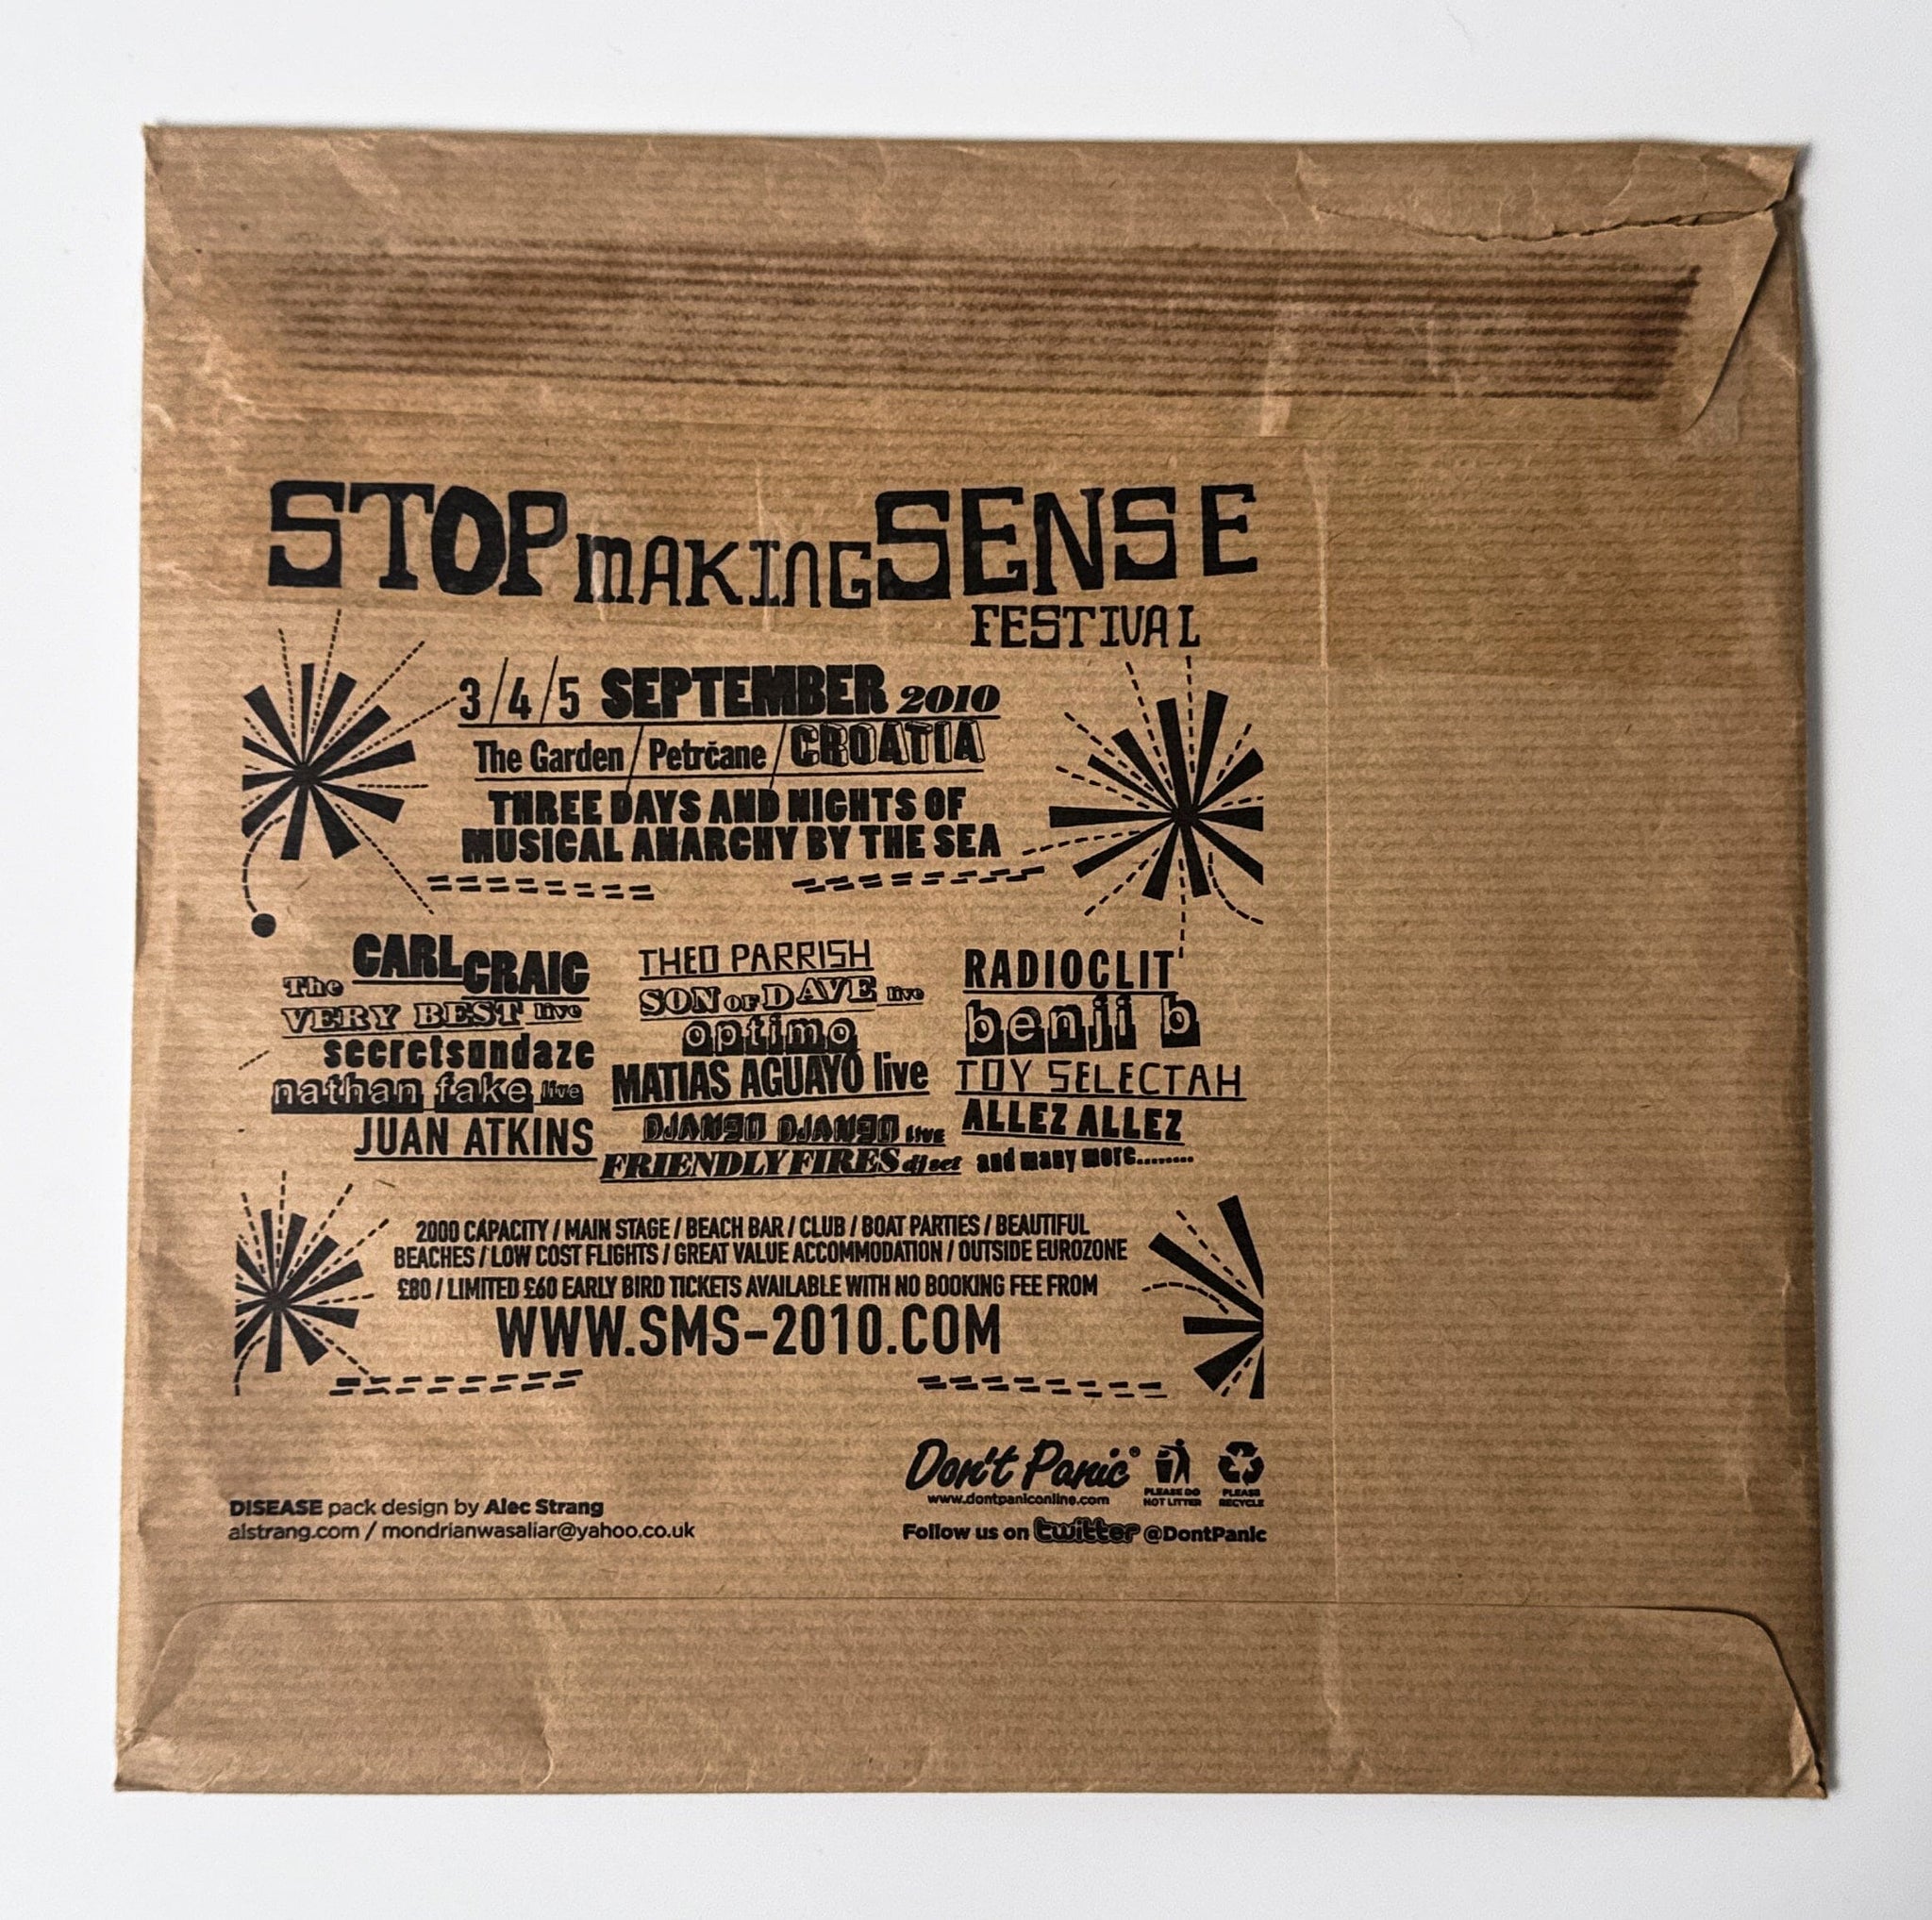 STOP MAKING SENSE
FESTIVAL
3/4/5 SEPTEMBER 2010
The Garden / Petrčane / CROATIA
THREE DAYS AND NIGHTS OF
MUSICAL ANARCHY BY THE SEA
CARL CRAIG
The
VERY BEST live
secretsundaze
nathan fake live
JUAN ATKINS
THEO PARRISH
SON OF DAVE live
optimo
MATIAS AGUAYO live
DJANGO DJANGO live
FRIENDLY FIRES dj set
RADIOCLIT
benji b
TOY SELECTAH
ALLEZ ALLEZ
and many more........
2000 CAPACITY / MAIN STAGE / BEACH BAR / CLUB / BOAT PARTIES / BEAUTIFUL
BEACHES / LOW COST FLIGHTS / GREAT VALUE ACCOMMODATION / OUTSIDE EUROZONE
£80 / LIMITED £60 EARLY BIRD TICKETS AVAILABLE WITH NO BOOKING FEE FROM
WWW.SMS-2010.COM
Don't Panic®
www.dontpaniconline.com
PLEASE DO
NOT LITTER
PLEASE
RECYCLE
DISEASE pack design by Alec Strang
alstrang.com / mondrianwasaliar@yahoo.co.uk
Follow us on twitter @DontPanic